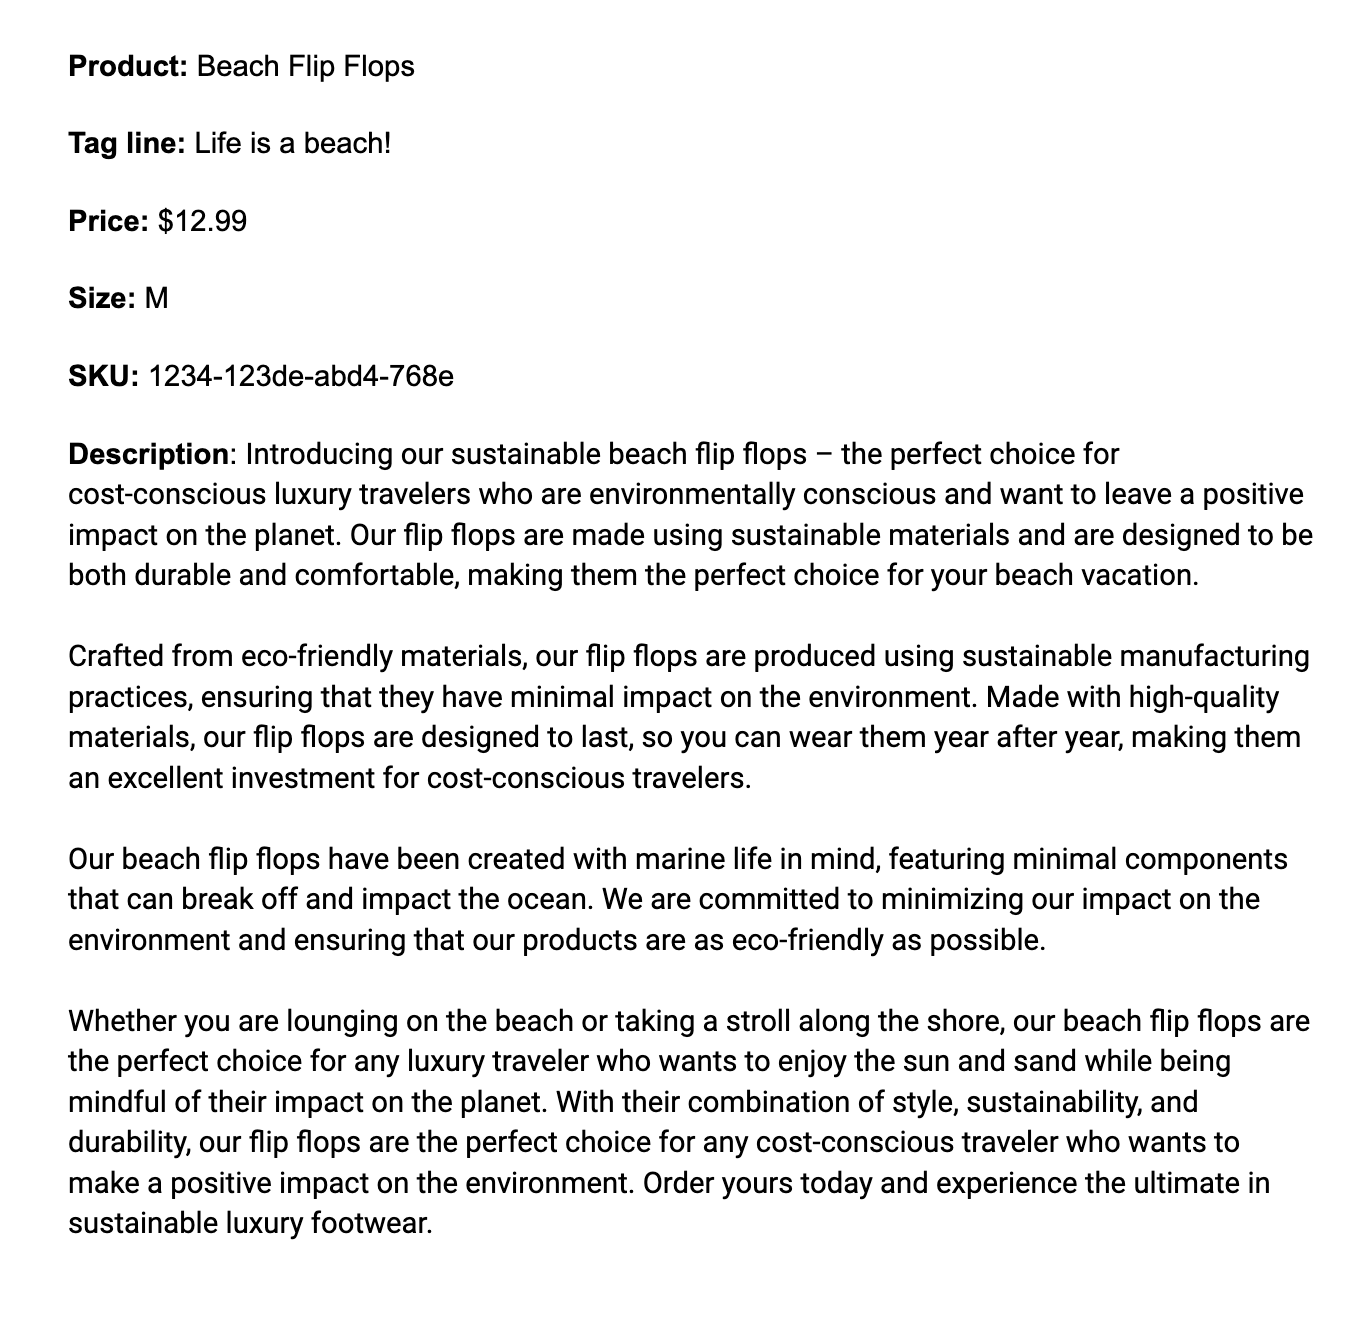 Product: Beach Flip Flops
Tag line: Life is a beach!
Price: $12.99
Size: M
SKU: 1234-123de-abd4-768e
Description: Introducing our sustainable beach flip flops – the perfect choice for
cost-conscious luxury travelers who are environmentally conscious and want to leave a positive
impact on the planet. Our flip flops are made using sustainable materials and are designed to be
both durable and comfortable, making them the perfect choice for your beach vacation.
Crafted from eco-friendly materials, our flip flops are produced using sustainable manufacturing
practices, ensuring that they have minimal impact on the environment. Made with high-quality
materials, our flip flops are designed to last, so you can wear them year after year, making them
an excellent investment for cost-conscious travelers.
Our beach flip flops have been created with marine life in mind, featuring minimal components
that can break off and impact the ocean. We are committed to minimizing our impact on the
environment and ensuring that our products are as eco-friendly as possible.
Whether you are lounging on the beach or taking a stroll along the shore, our beach flip flops are
the perfect choice for any luxury traveler who wants to enjoy the sun and sand while being
mindful of their impact on the planet. With their combination of style, sustainability, and
durability, our flip flops are the perfect choice for any cost-conscious traveler who wants to
make a positive impact on the environment. Order yours today and experience the ultimate in
sustainable luxury footwear.